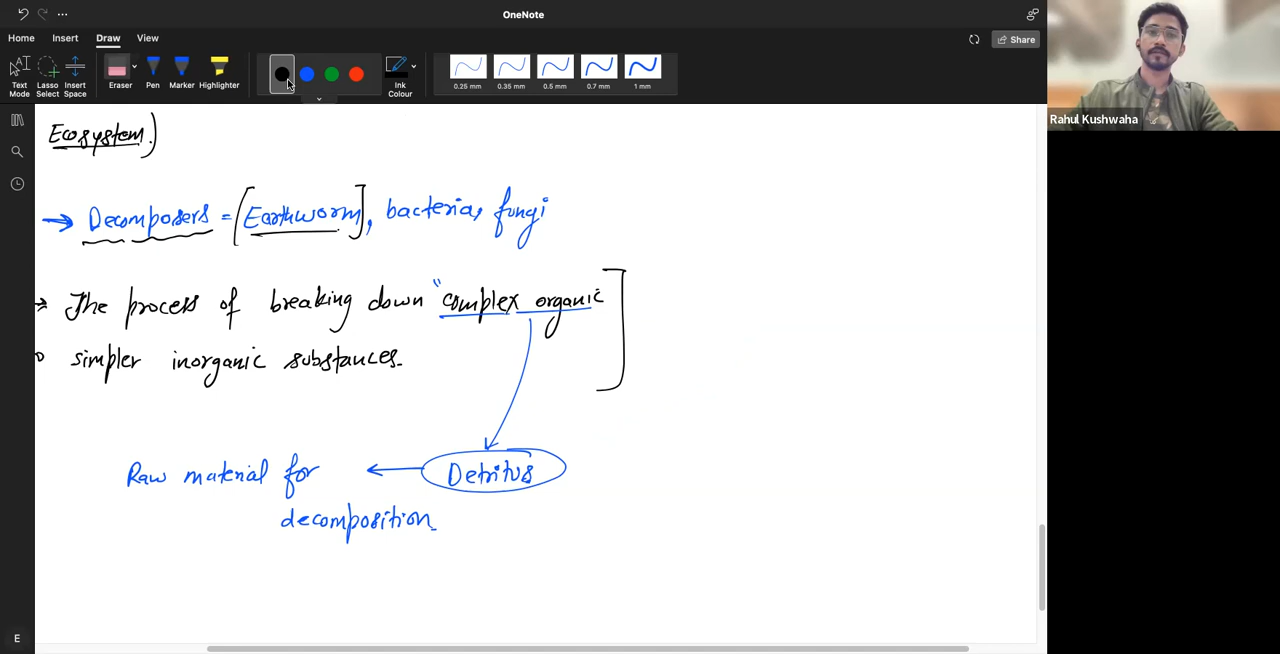 OneNote
Home Insert Draw View
Share
Text Mode
Lasso Select
Insert Space
Eraser
Pen
Marker
Highlighter
Ink Colour
0.25 mm 0.35 mm 0.5 mm 0.7 mm 1 mm
Rahul Kushwaha
Ecosystem.)
→ Decomposers = [Earthworm], bacteria, fungi
⇒ The process of breaking down "complex organic
simpler inorganic substances.
Detritus
Raw material for
decomposition
E